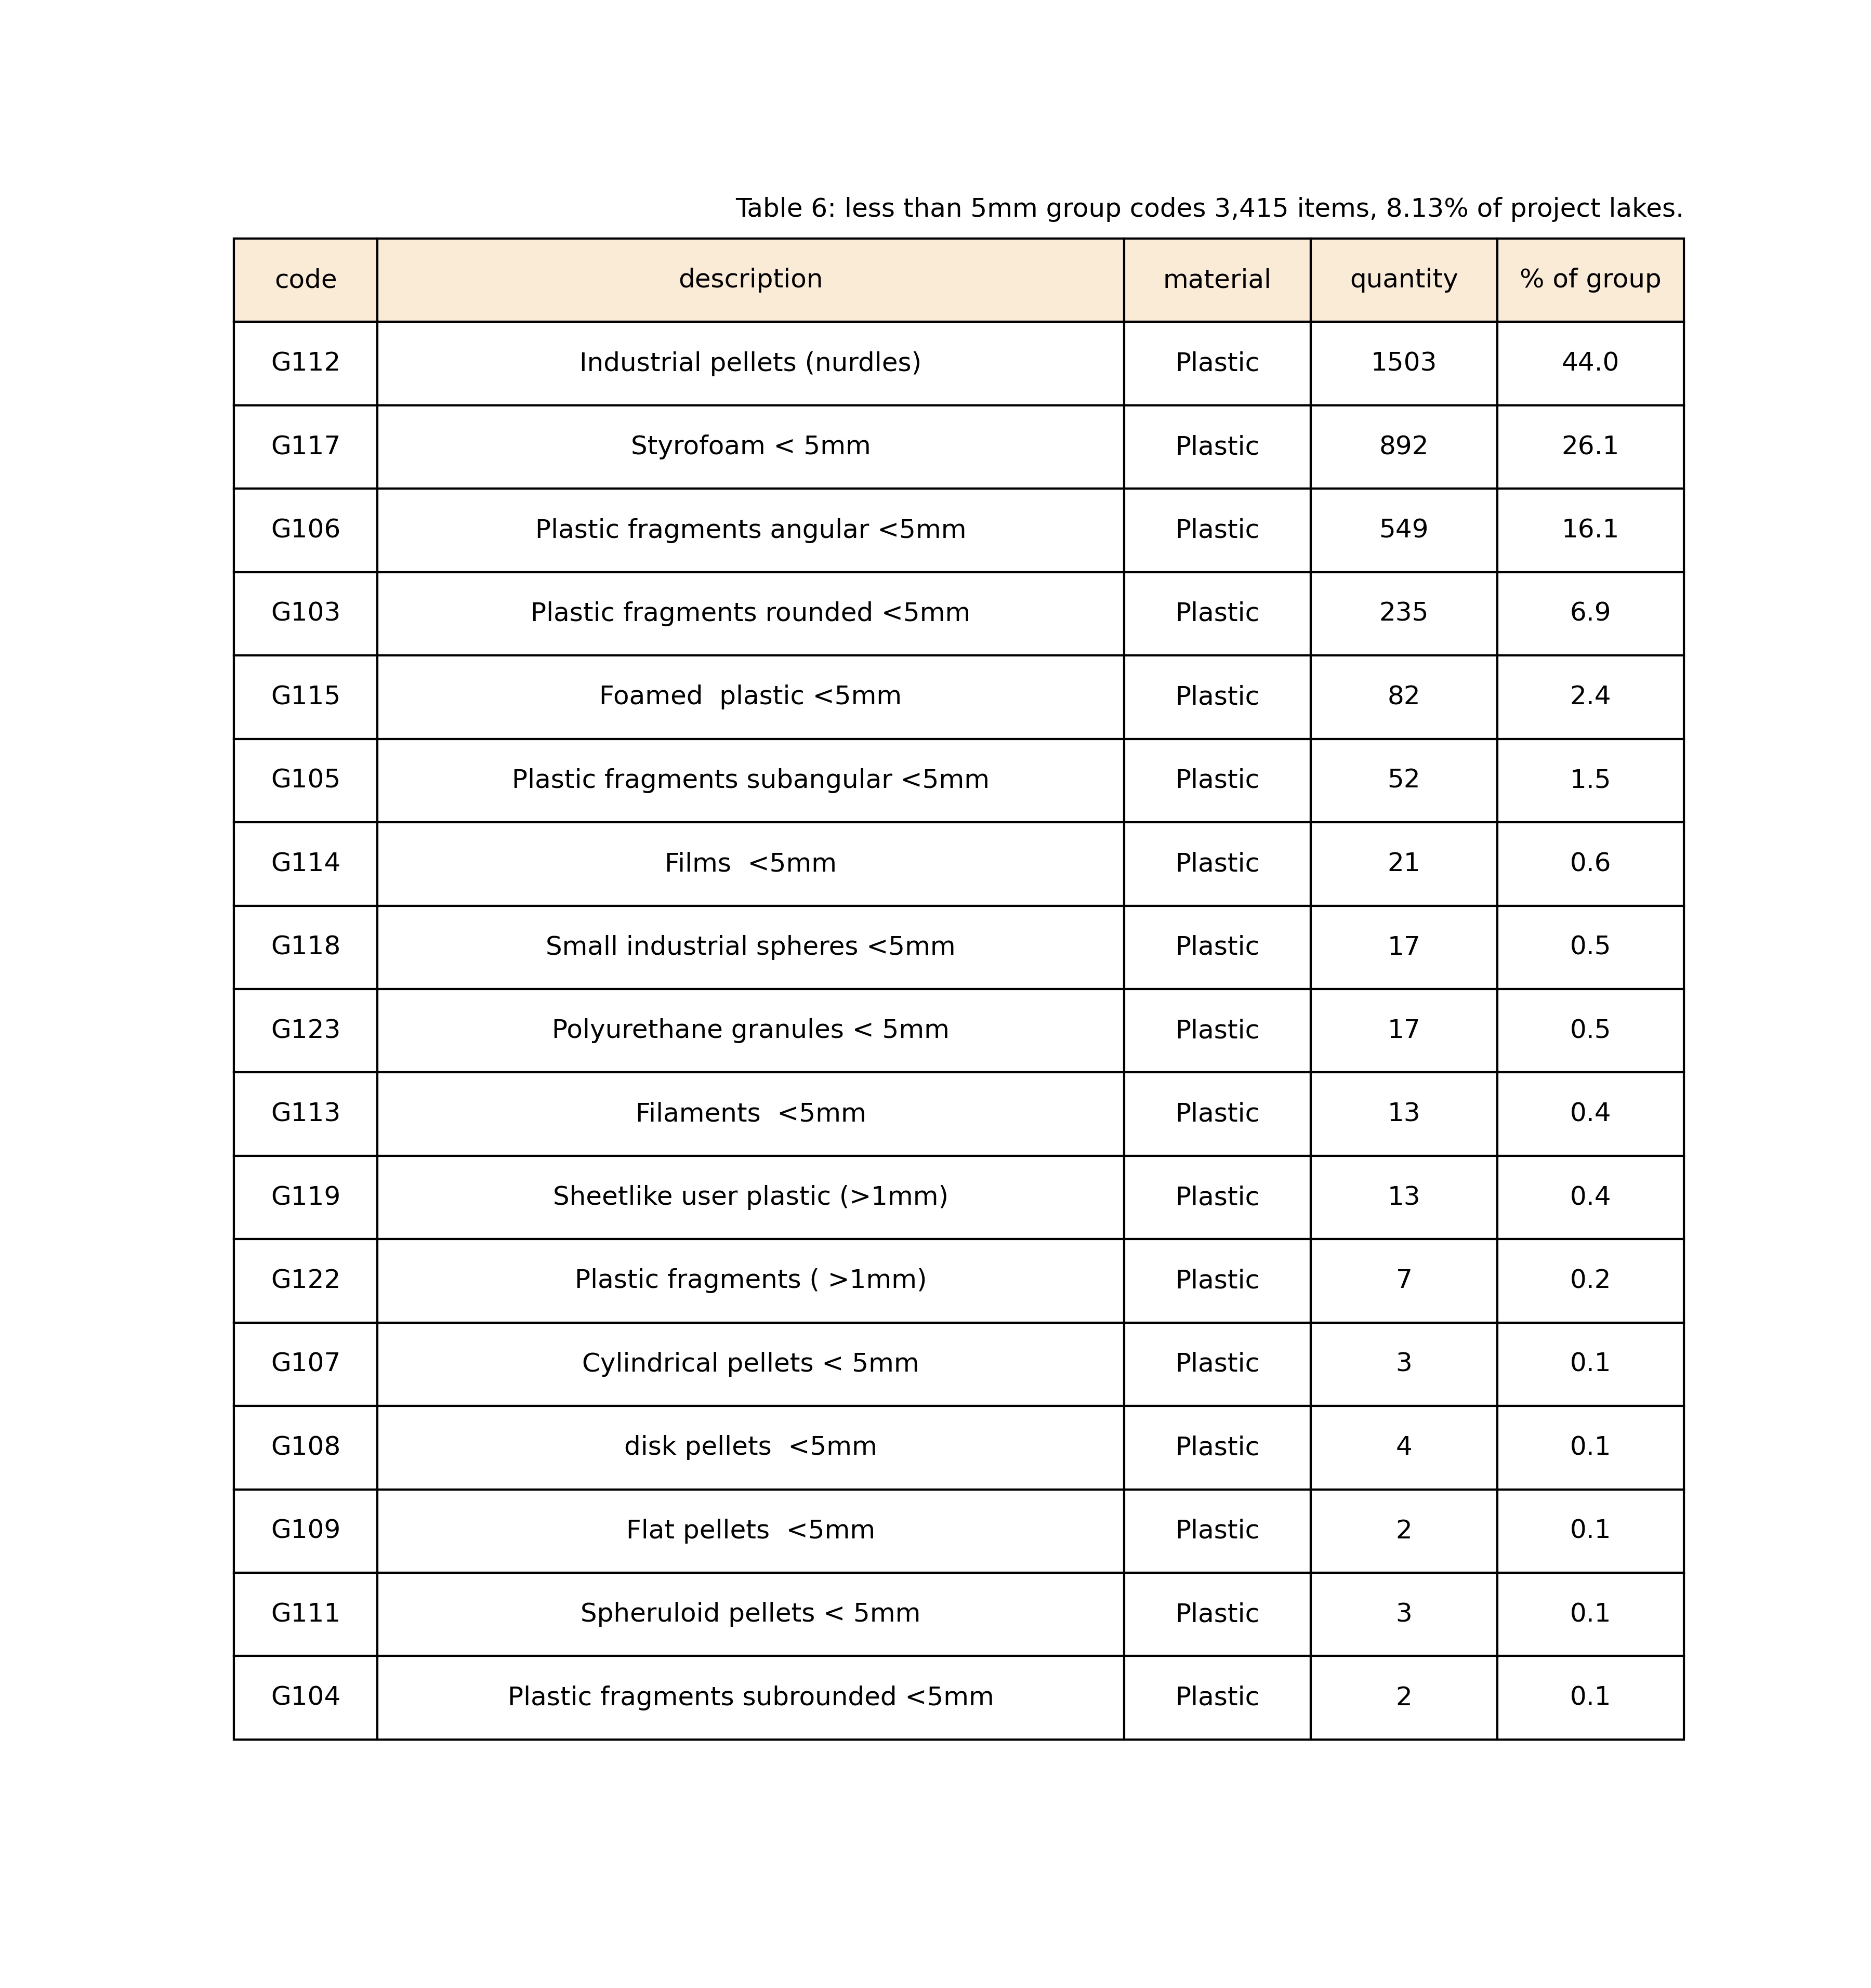 Table 6: less than 5mm group codes 3,415 items, 8.13% of project lakes.
code description material quantity % of group
G112 Industrial pellets (nurdles) Plastic 1503 44.0
G117 Styrofoam < 5mm Plastic 892 26.1
G106 Plastic fragments angular <5mm Plastic 549 16.1
G103 Plastic fragments rounded <5mm Plastic 235 6.9
G115 Foamed  plastic <5mm Plastic 82 2.4
G105 Plastic fragments subangular <5mm Plastic 52 1.5
G114 Films  <5mm Plastic 21 0.6
G118 Small industrial spheres <5mm Plastic 17 0.5
G123 Polyurethane granules < 5mm Plastic 17 0.5
G113 Filaments  <5mm Plastic 13 0.4
G119 Sheetlike user plastic (>1mm) Plastic 13 0.4
G122 Plastic fragments ( >1mm) Plastic 7 0.2
G107 Cylindrical pellets < 5mm Plastic 3 0.1
G108 disk pellets  <5mm Plastic 4 0.1
G109 Flat pellets  <5mm Plastic 2 0.1
G111 Spheruloid pellets < 5mm Plastic 3 0.1
G104 Plastic fragments subrounded <5mm Plastic 2 0.1